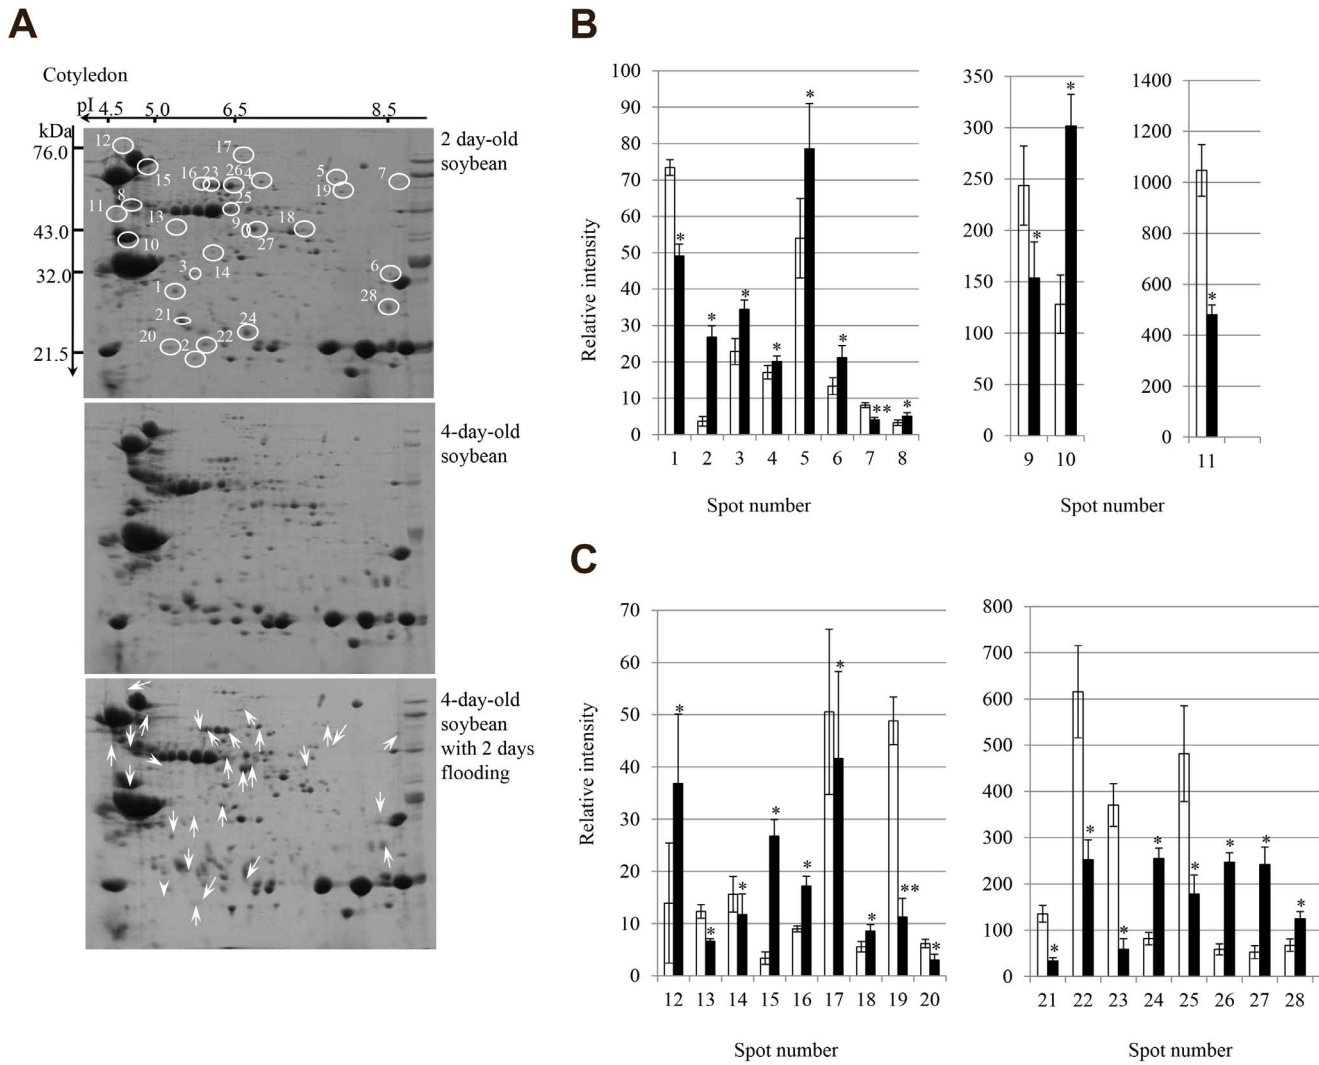 A
Cotyledon
pI 4.5 5.0 6.5 8.5
kDa
76.0
43.0
32.0
21.5
12 17 16 23 26 4 5 7
15 19
8 25
11 13 9 18
10 27
3 14 6
1 28
21 24
20 2 22
2 day-old
soybean
4-day-old
soybean
4-day-old
soybean
with 2 days
flooding
B
Relative intensity
100
90
80
70
60
50
40
30
20
10
0
* * * * * * ** *
1 2 3 4 5 6 7 8
Spot number
350
300
250
200
150
100
50
0
* *
9 10
1400
1200
1000
800
600
400
200
0
*
11
Spot number
C
Relative intensity
70
60
50
40
30
20
10
0
* * * * * * * ** *
12 13 14 15 16 17 18 19 20
Spot number
800
700
600
500
400
300
200
100
0
* * * * * * * *
21 22 23 24 25 26 27 28
Spot number